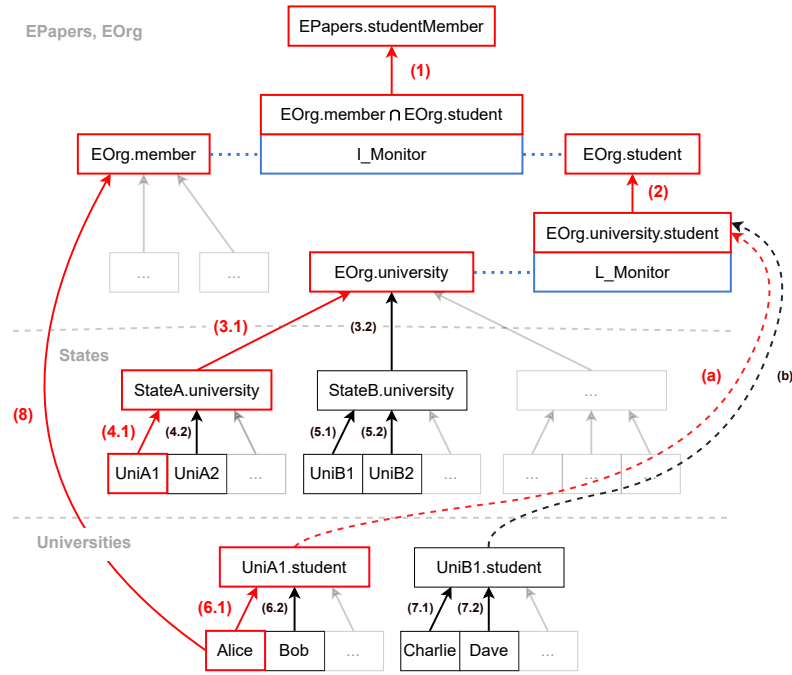 EPapers, EOrg
EPapers.studentMember
(1)
EOrg.member ∩ EOrg.student
EOrg.member
I_Monitor
EOrg.student
(2)
EOrg.university.student
... ...
EOrg.university
L_Monitor
(3.1)
(3.2)
States
(a)
(b)
StateA.university
StateB.university
...
(8)
(4.1)
(4.2)
(5.1)
(5.2)
UniA1 UniA2 ...
UniB1 UniB2 ...
... ... ...
Universities
UniA1.student
UniB1.student
(6.1)
(6.2)
(7.1)
(7.2)
Alice Bob ...
Charlie Dave ...